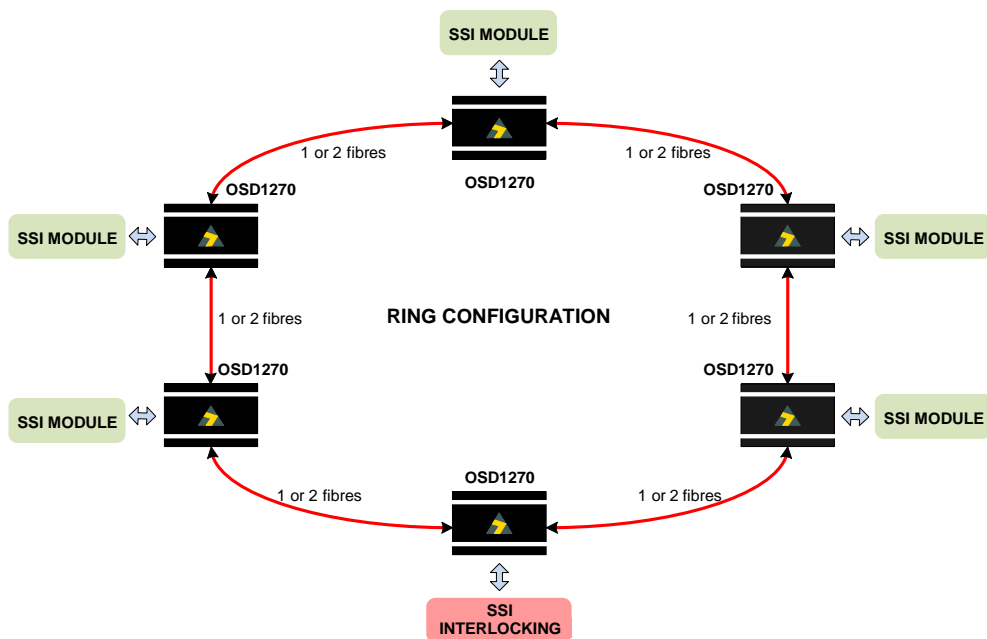 SSI MODULE
1 or 2 fibres
1 or 2 fibres
OSD1270
OSD1270
OSD1270
SSI MODULE
SSI MODULE
1 or 2 fibres
RING CONFIGURATION
1 or 2 fibres
OSD1270
OSD1270
SSI MODULE
SSI MODULE
OSD1270
1 or 2 fibres
1 or 2 fibres
SSI
INTERLOCKING